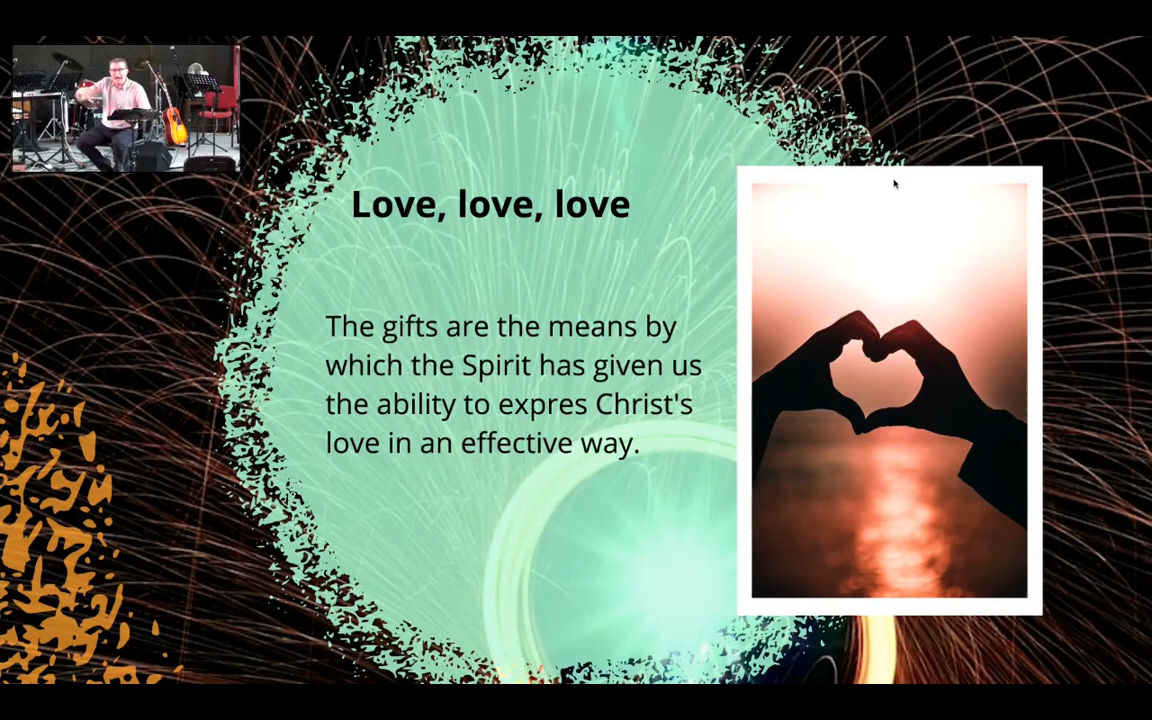 Love, love, love
The gifts are the means by
which the Spirit has given us
the ability to expres Christ's
love in an effective way.